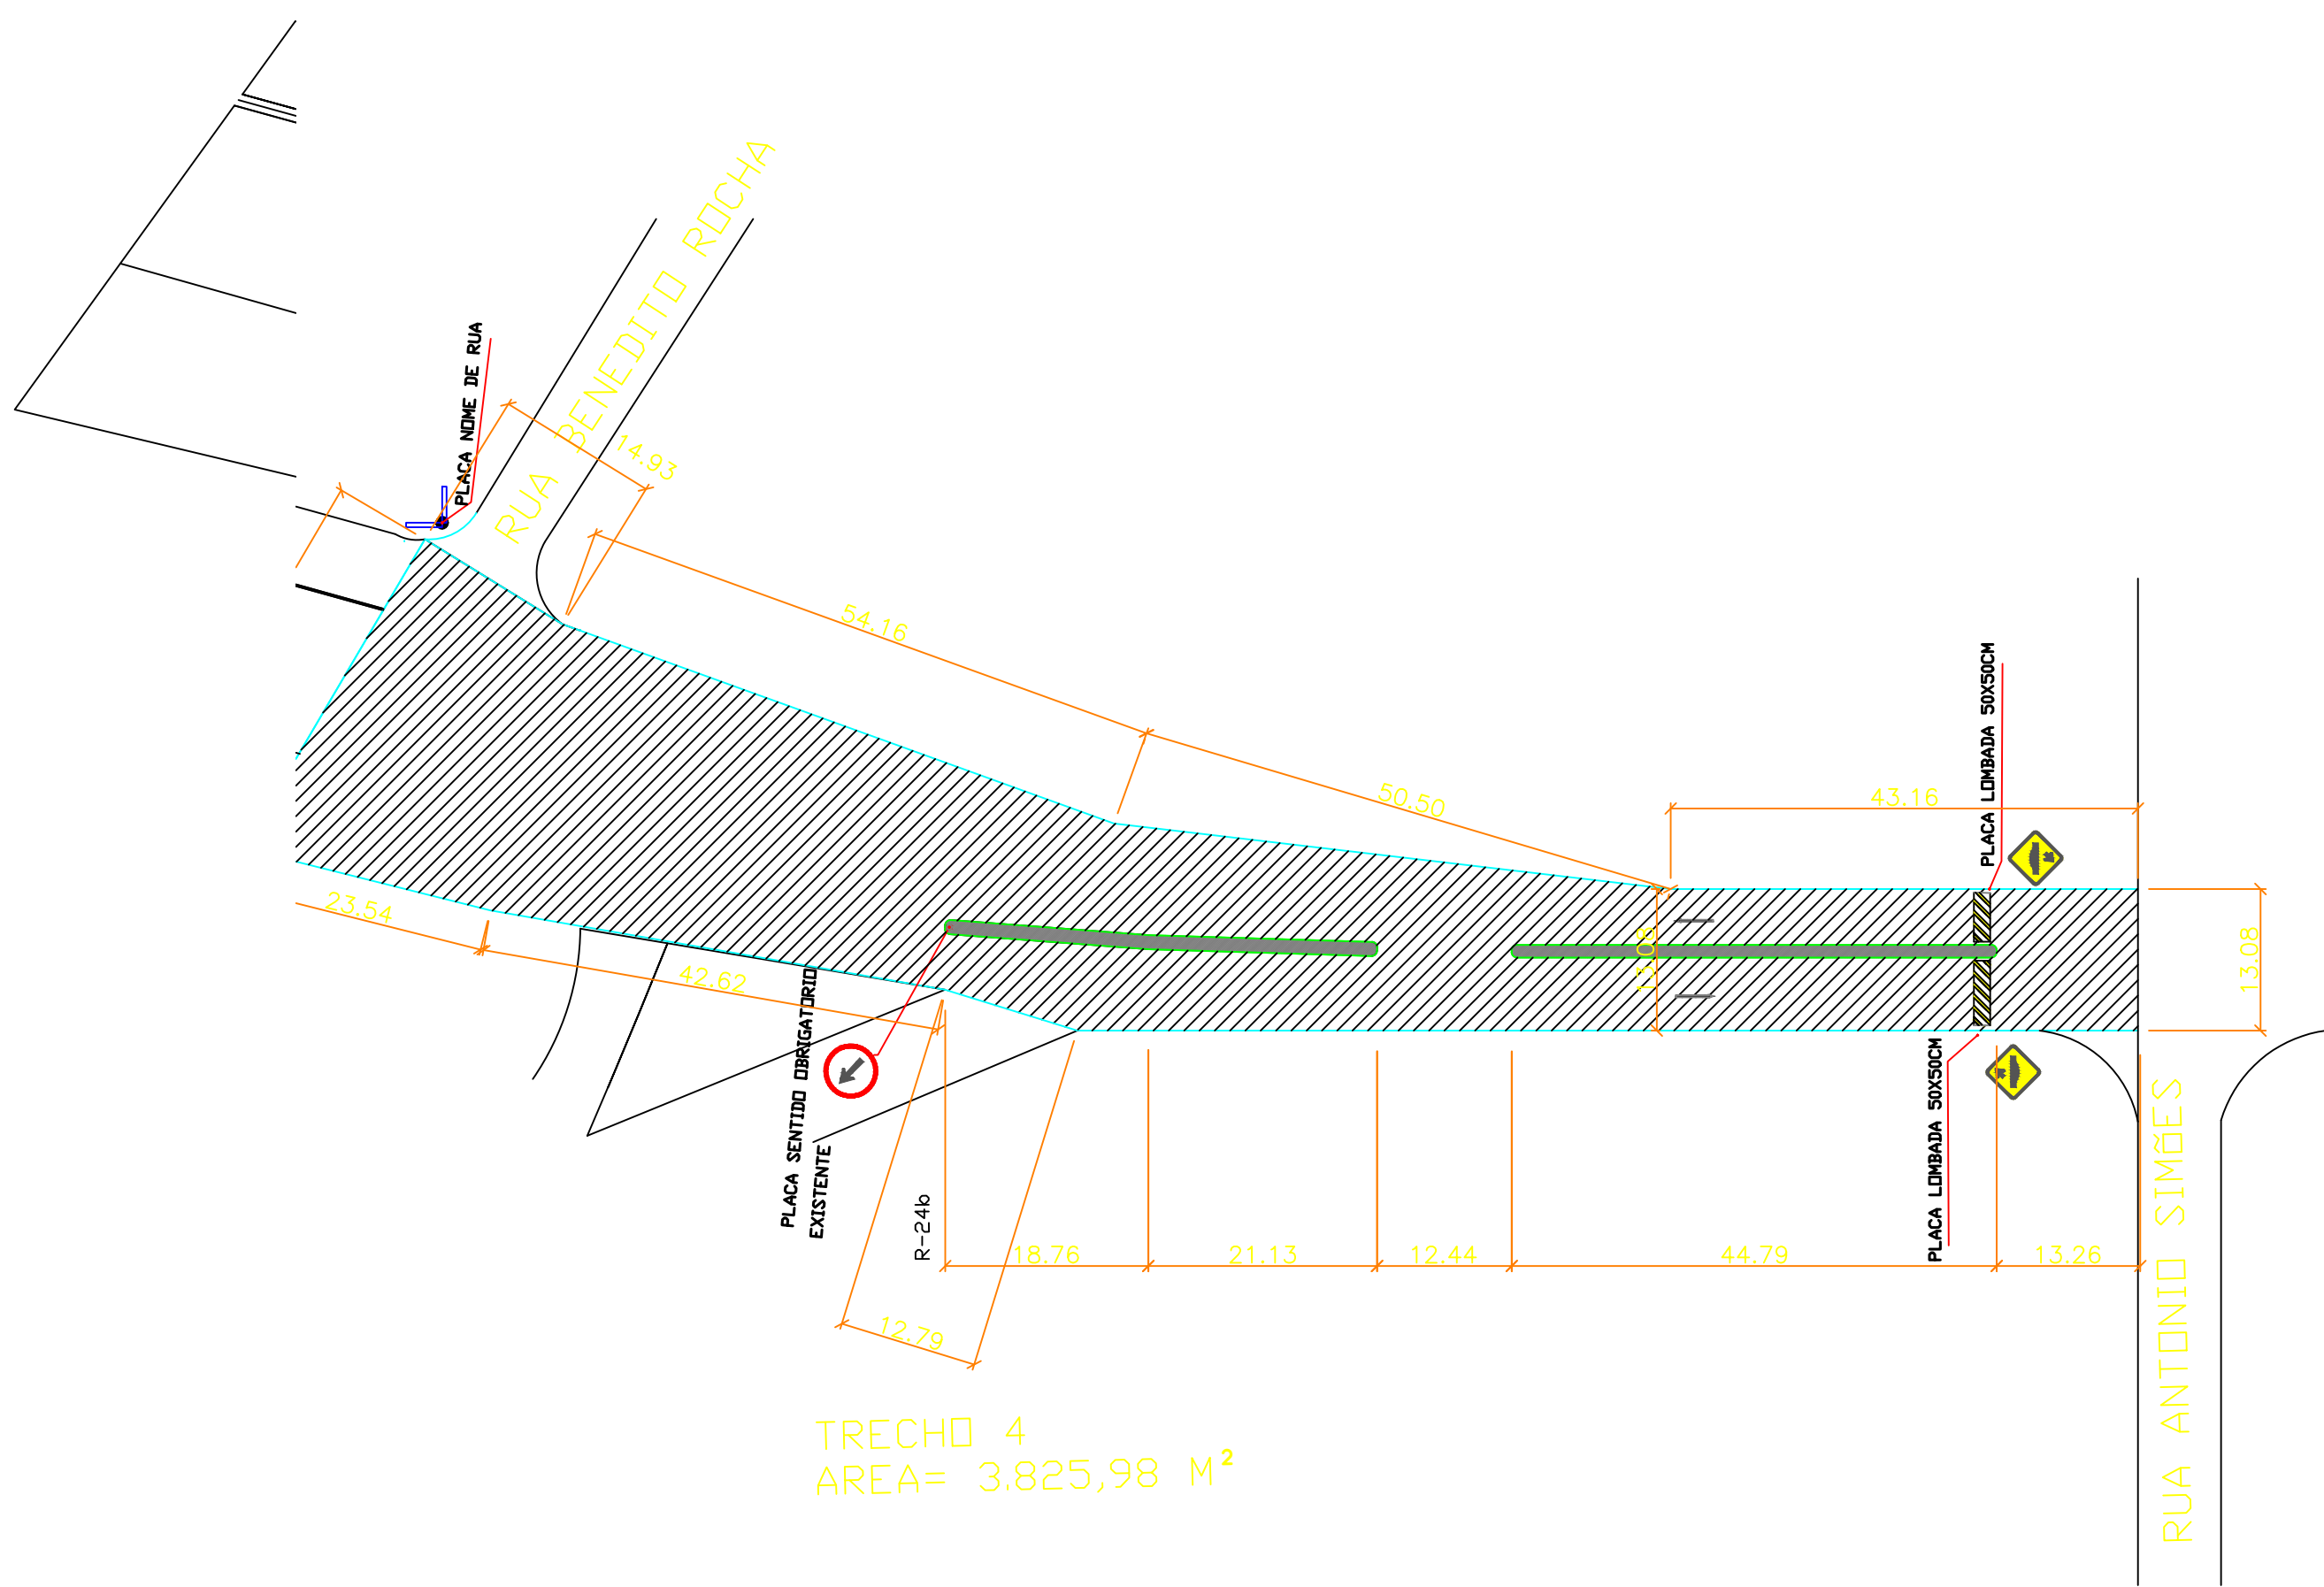 RUA BENEDITO ROCHA
PLACA NOME DE RUA
14.93
54.16
50.50
43.16
PLACA LOMBADA 50X50CM
23.54
42.62
13.08
13.08
PLACA SENTIDO OBRIGATORIO
EXISTENTE
R-24b
PLACA LOMBADA 50X50CM
18.76
21.13
12.44
44.79
13.26
12.79
RUA ANTONIO SIMÕES
TRECHO 4
AREA= 3.825,98 M²